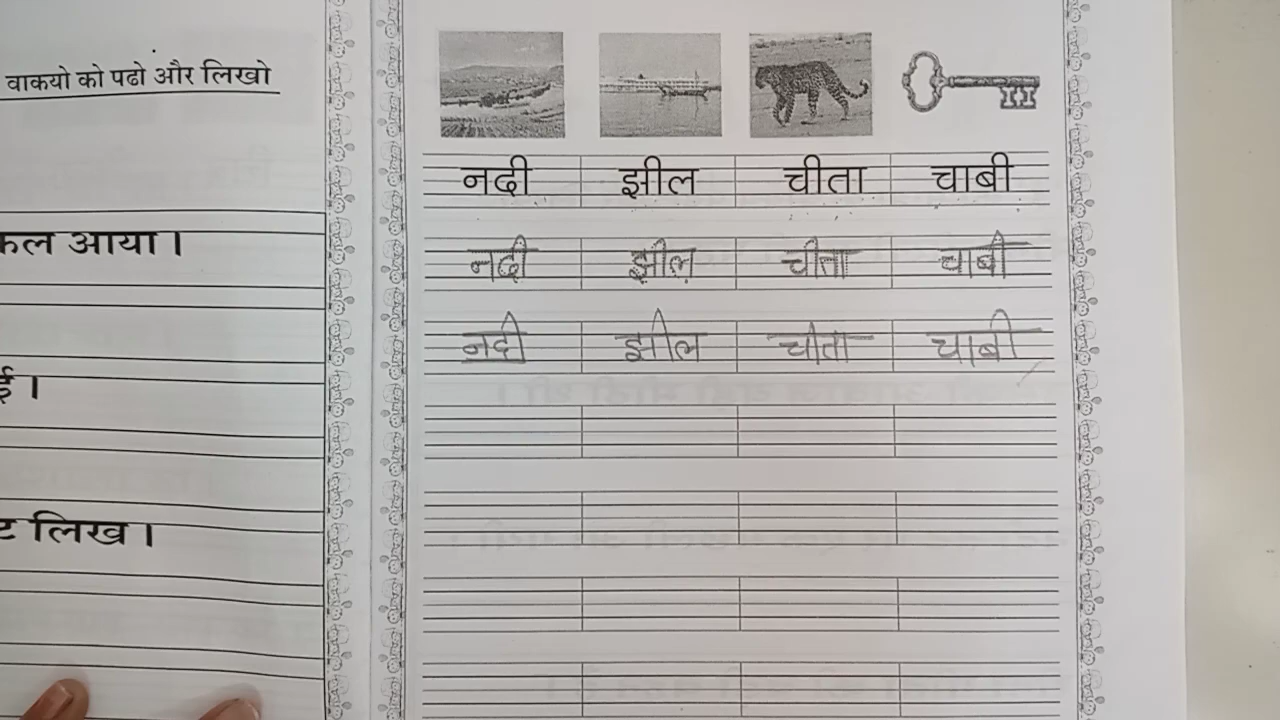 वाकयो को पढो और लिखो
कल आया।
ई।
लिख।
नदी झील चीता चाबी
नदी झील चीता चाबी
नदी झील चीता चाबी